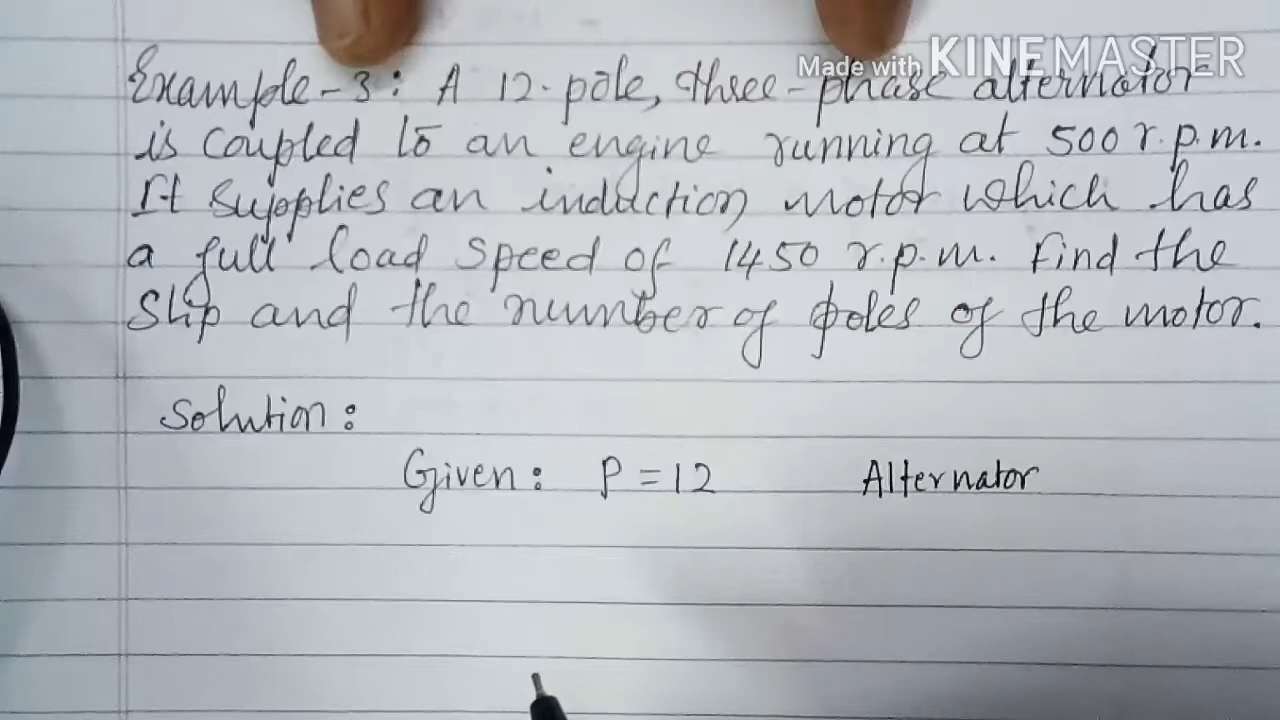 Made with KINEMASTER
Example-3: A 12-pole, three-phase alternator
is coupled to an engine running at 500 r.p.m.
It supplies an induction motor which has
a full load speed of 1450 r.p.m. Find the
slip and the number of poles of the motor.
Solution:
Given: P = 12 Alternator